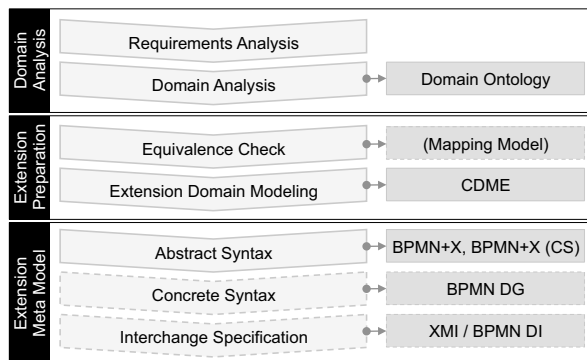 Domain
Analysis
Requirements Analysis
Domain Analysis
Domain Ontology
Extension
Preparation
Equivalence Check
(Mapping Model)
Extension Domain Modeling
CDME
Extension
Meta Model
Abstract Syntax
BPMN+X, BPMN+X (CS)
Concrete Syntax
BPMN DG
Interchange Specification
XMI / BPMN DI